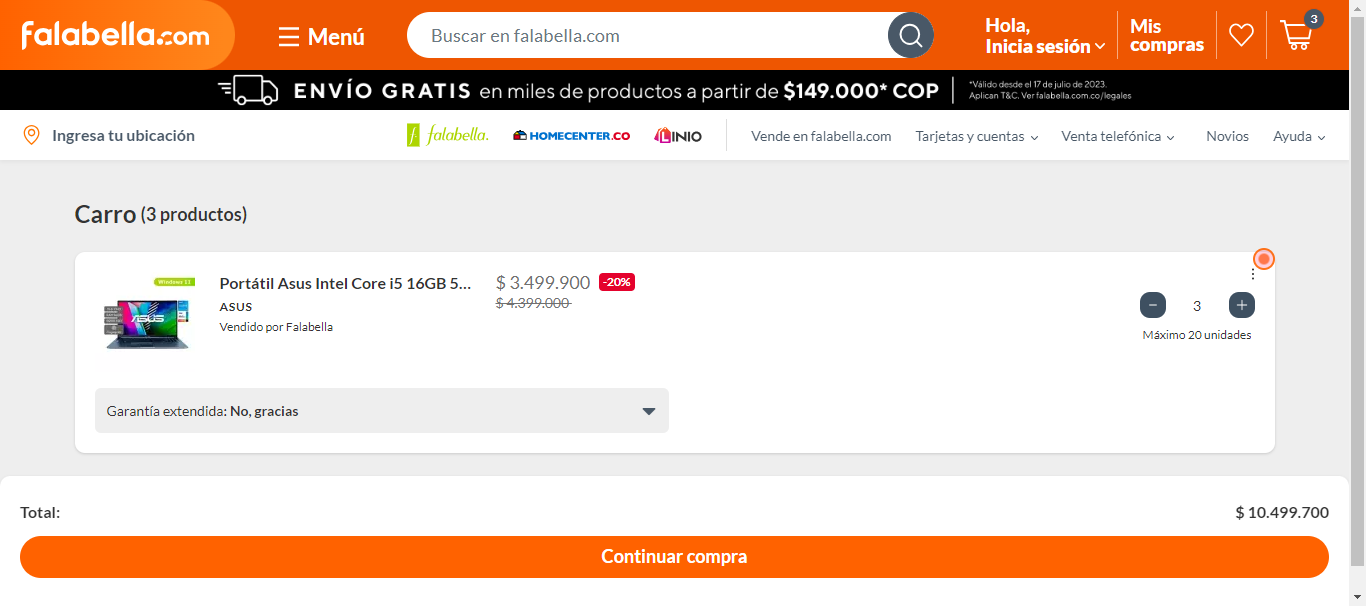 falabella.com
Menú
Buscar en falabella.com
Hola,
Inicia sesión
Mis
compras
3
ENVÍO GRATIS en miles de productos a partir de $149.000* COP
*Válido desde el 17 de julio de 2023.
Aplican T&C. Ver falabella.com.co/legales
Ingresa tu ubicación
f falabella.
HOMECENTER.CO
LINIO
Vende en falabella.com
Tarjetas y cuentas
Venta telefónica
Novios
Ayuda
Carro (3 productos)
Windows 11
ASUS
Portátil Asus Intel Core i5 16GB 5...
ASUS
Vendido por Falabella
$ 3.499.900 -20%
$ 4.399.000
− 3 +
Máximo 20 unidades
Garantía extendida: No, gracias
Total:
$ 10.499.700
Continuar compra